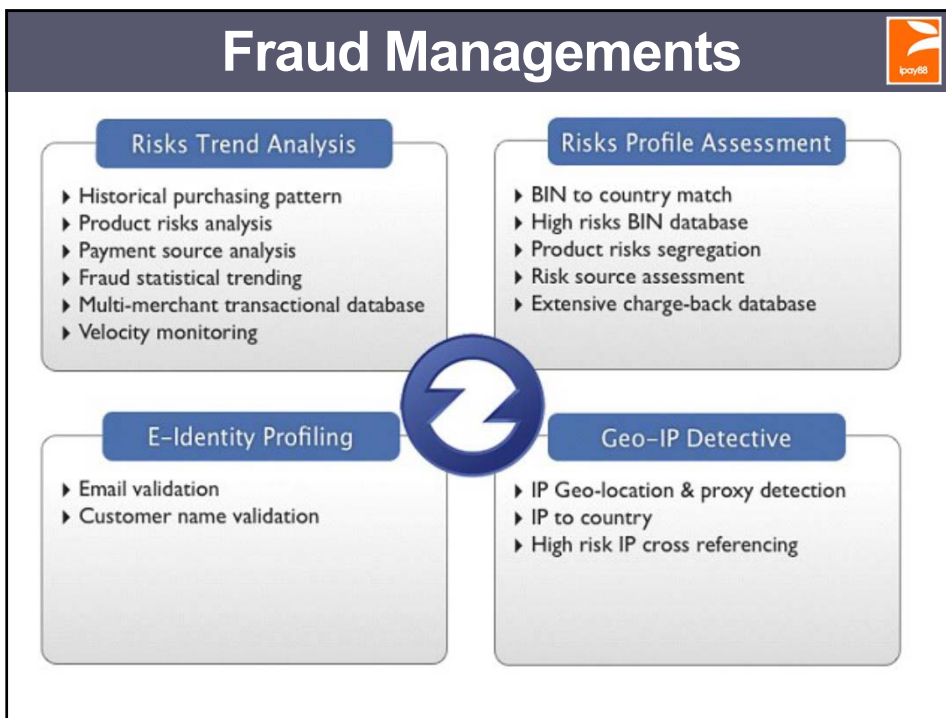 Fraud Managements
ipay88
Risks Trend Analysis
Historical purchasing pattern
Product risks analysis
Payment source analysis
Fraud statistical trending
Multi-merchant transactional database
Velocity monitoring
Risks Profile Assessment
BIN to country match
High risks BIN database
Product risks segregation
Risk source assessment
Extensive charge-back database
E-Identity Profiling
Email validation
Customer name validation
Geo-IP Detective
IP Geo-location & proxy detection
IP to country
High risk IP cross referencing